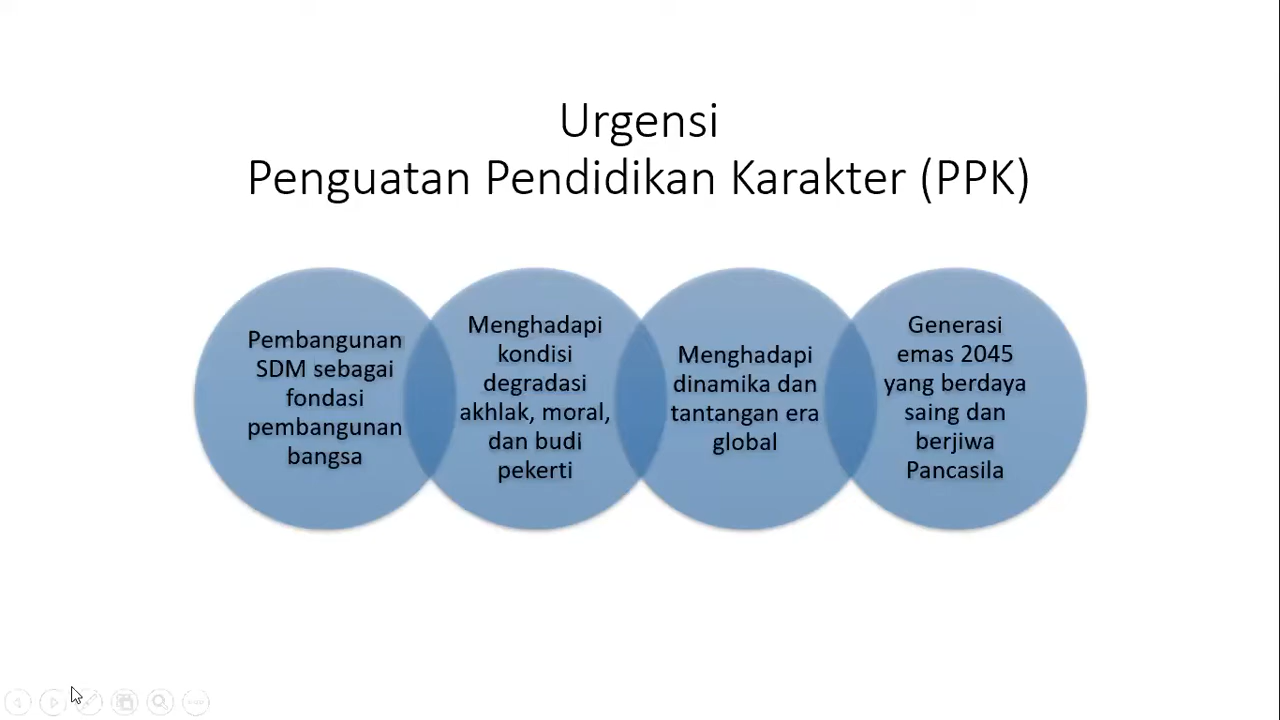 Urgensi
Penguatan Pendidikan Karakter (PPK)
Pembangunan
SDM sebagai
fondasi
pembangunan
bangsa
Menghadapi
kondisi
degradasi
akhlak, moral,
dan budi
pekerti
Menghadapi
dinamika dan
tantangan era
global
Generasi
emas 2045
yang berdaya
saing dan
berjiwa
Pancasila